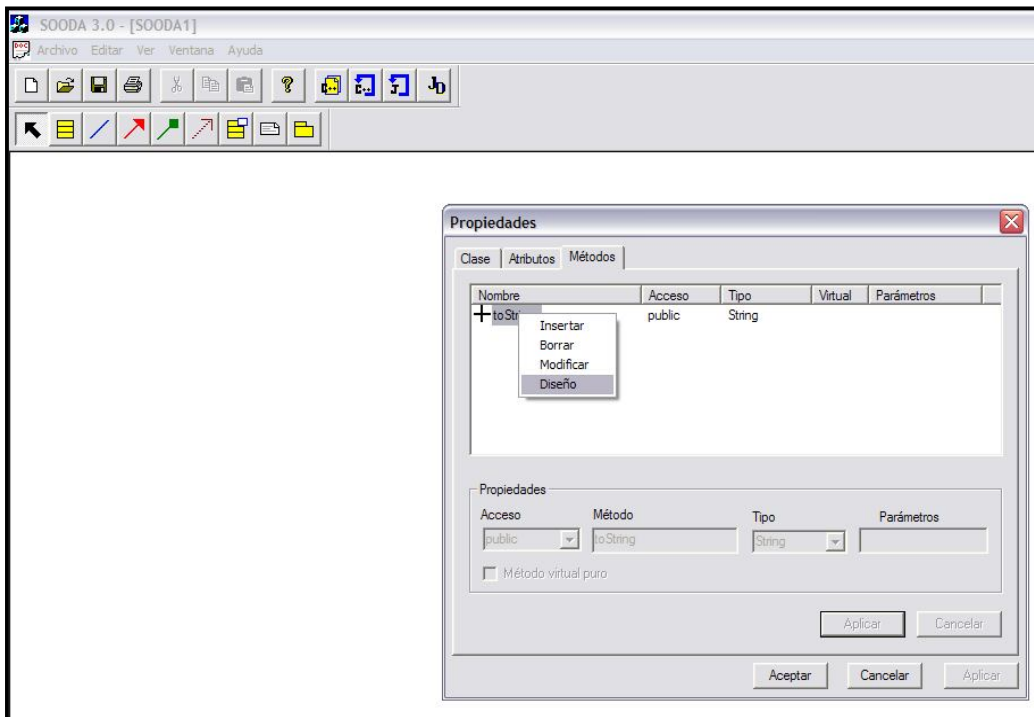 SOODA 3.0 - [SOODA1]
Archivo Editar Ver Ventana Ayuda
Propiedades
Clase Atributos Métodos
Nombre Acceso Tipo Virtual Parámetros
toStr public String
Insertar
Borrar
Modificar
Diseño
Propiedades
Acceso Método Tipo Parámetros
public toString String
Método virtual puro
Aplicar Cancelar
Aceptar Cancelar Aplicar